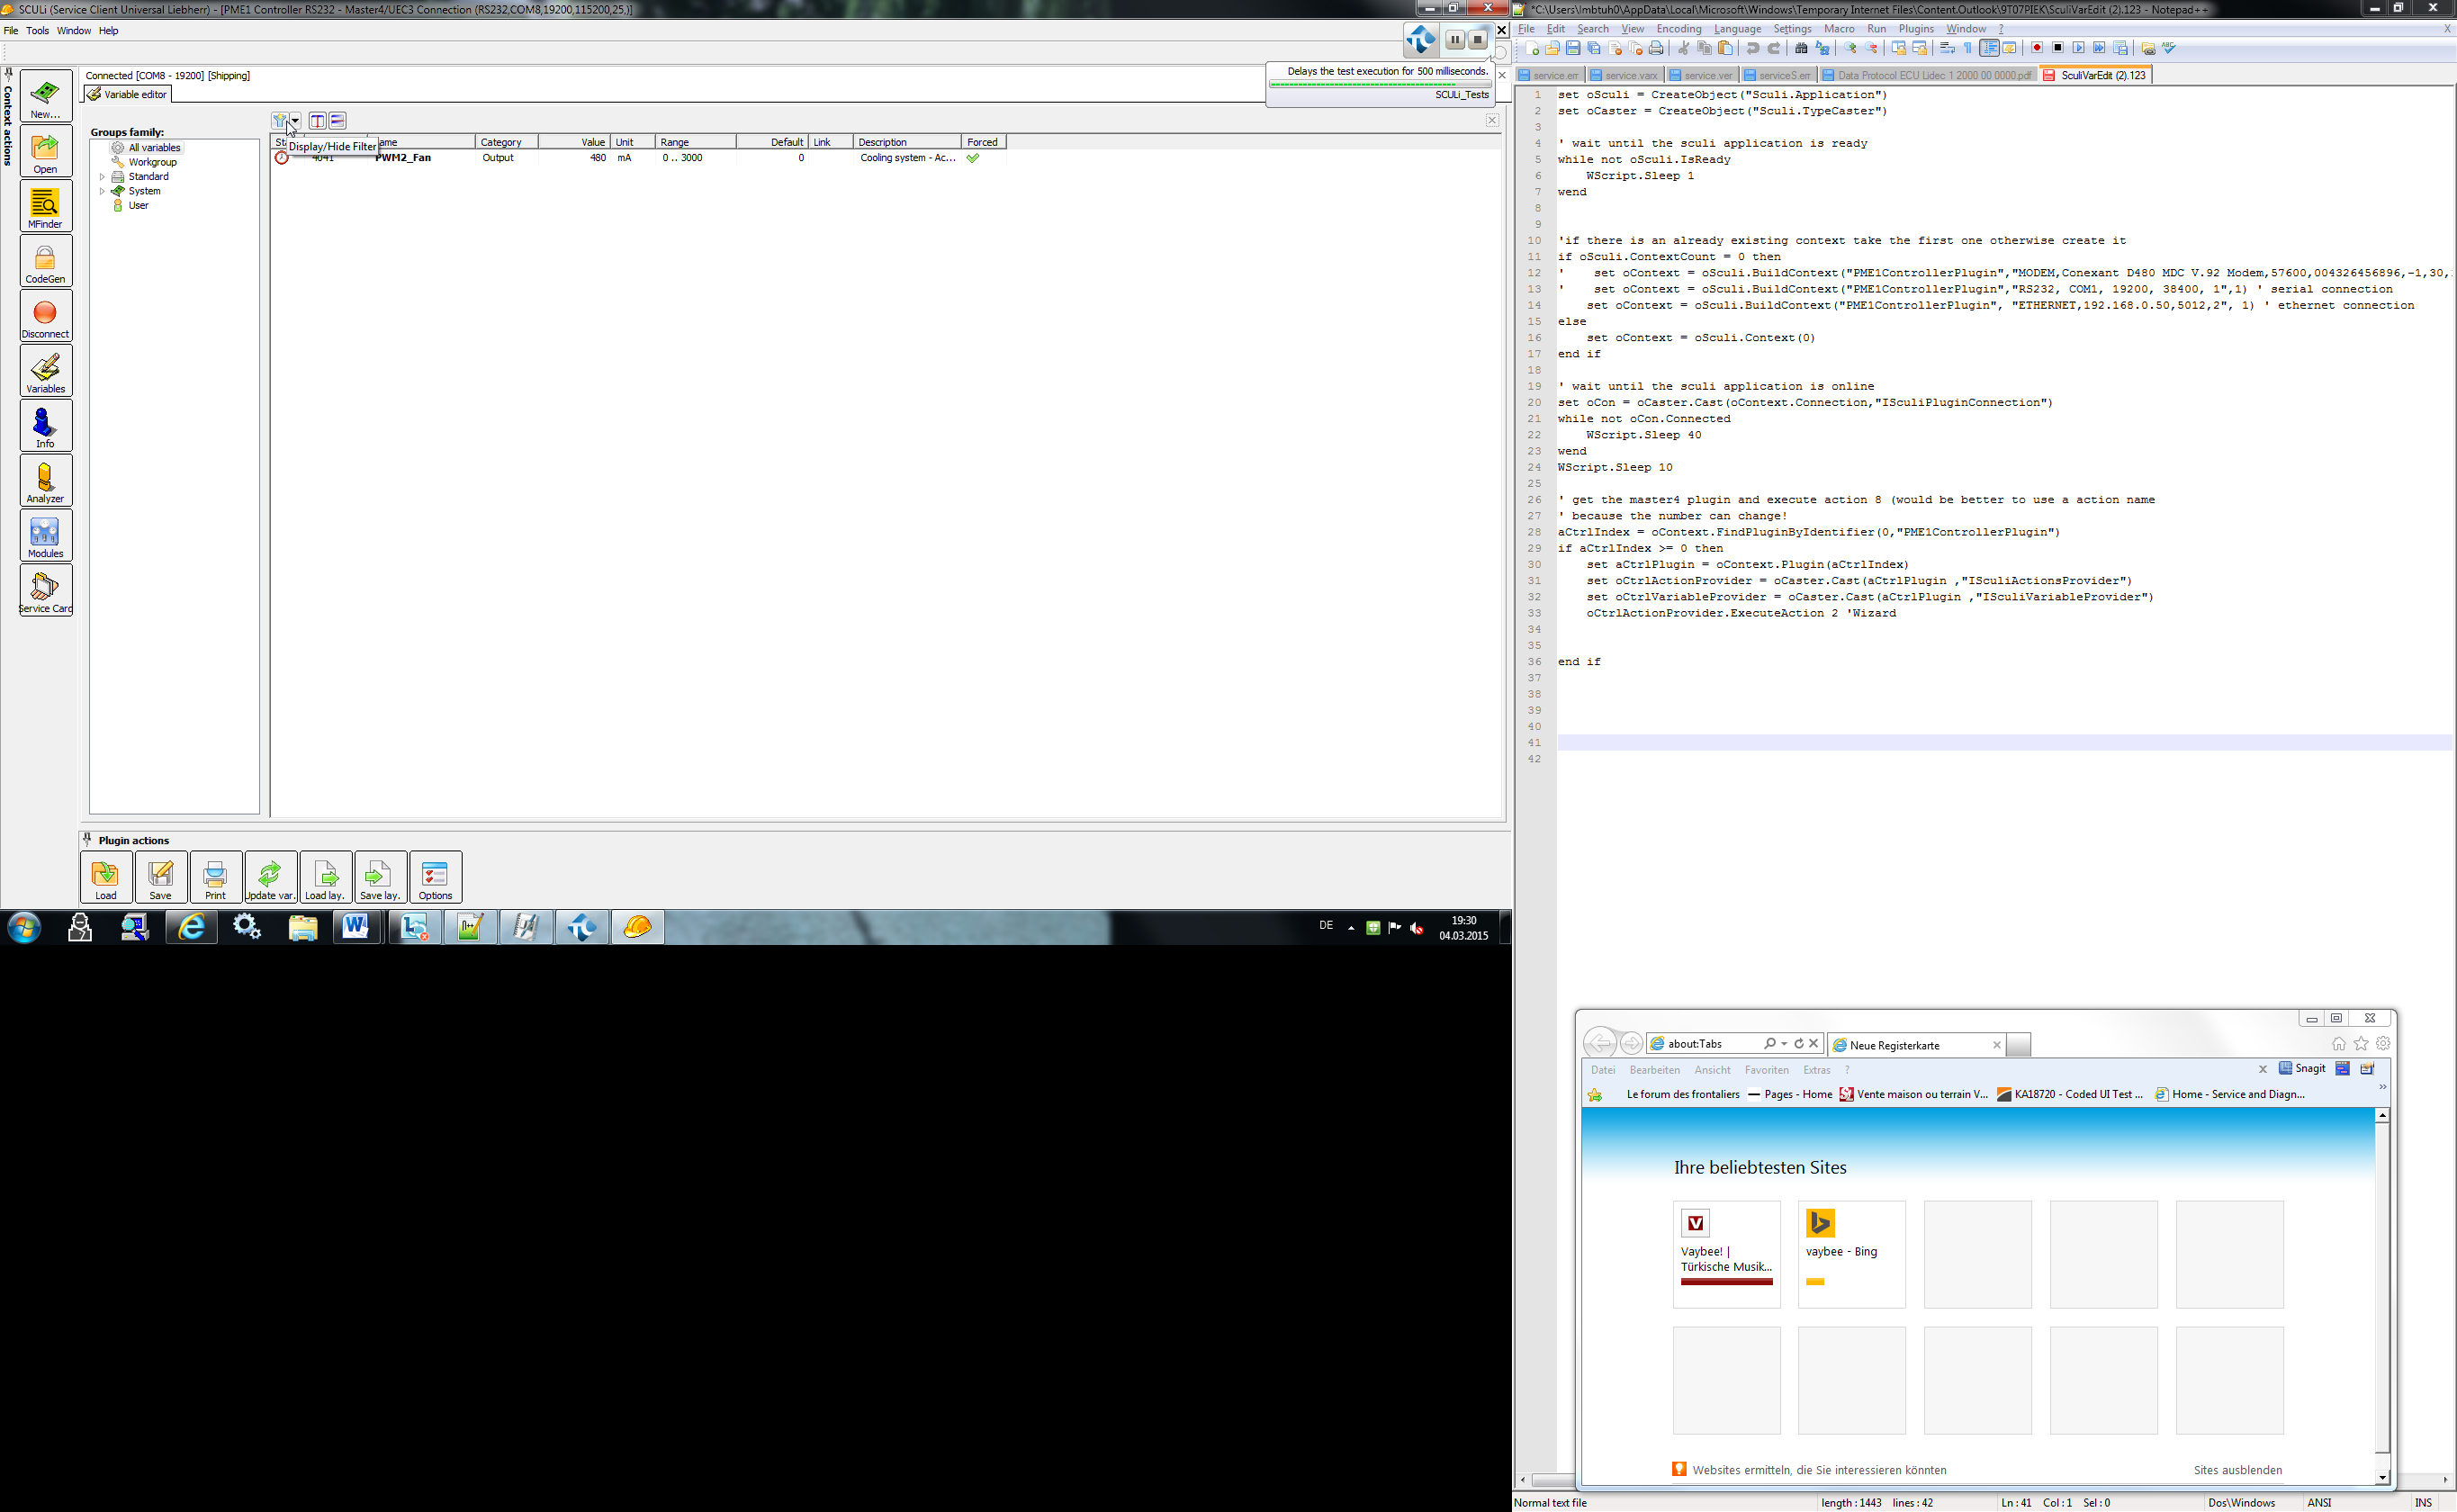 SCULi (Service Client Universal Liebherr) - [PME1 Controller RS232 - Master4/UEC3 Connection (RS232,COM8,19200,115200,25,)]
File Tools Window Help
Delays the test execution for 500 milliseconds.
SCULi_Tests
Context actions
New...
Open
MFinder
CodeGen
Disconnect
Variables
Info
Analyzer
Modules
Service Card
Connected [COM8 - 19200] [Shipping]
Variable editor
Groups family:
All variables
Workgroup
Standard
System
User
Display/Hide Filter
Category Value Unit Range Default Link Description Forced
4041 PWM2_Fan Output 480 mA 0 .. 3000 0 Cooling system - Ac...
Plugin actions
Load
Save
Print
Update var.
Load lay.
Save lay.
Options
DE
19:30
04.03.2015
*C:\Users\lmbtuh0\AppData\Local\Microsoft\Windows\Temporary Internet Files\Content.Outlook\9T07PIEK\SculiVarEdit (2).123 - Notepad++
File Edit Search View Encoding Language Settings Macro Run Plugins Window ?
X
service.err service.varx service.ver serviceS.err Data Protocol ECU Lidec 1 2000 00 0000.pdf SculiVarEdit (2).123
1 set oSculi = CreateObject("Sculi.Application")
2 set oCaster = CreateObject("Sculi.TypeCaster")
3
4 ' wait until the sculi application is ready
5 while not oSculi.IsReady
6 WScript.Sleep 1
7 wend
8
9
10 'if there is an already existing context take the first one otherwise create it
11 if oSculi.ContextCount = 0 then
12 ' set oContext = oSculi.BuildContext("PME1ControllerPlugin","MODEM,Conexant D480 MDC V.92 Modem,57600,004326456896,-1,30,
13 ' set oContext = oSculi.BuildContext("PME1ControllerPlugin","RS232, COM1, 19200, 38400, 1",1) ' serial connection
14 set oContext = oSculi.BuildContext("PME1ControllerPlugin", "ETHERNET,192.168.0.50,5012,2", 1) ' ethernet connection
15 else
16 set oContext = oSculi.Context(0)
17 end if
18
19 ' wait until the sculi application is online
20 set oCon = oCaster.Cast(oContext.Connection,"ISculiPluginConnection")
21 while not oCon.Connected
22 WScript.Sleep 40
23 wend
24 WScript.Sleep 10
25
26 ' get the master4 plugin and execute action 8 (would be better to use a action name
27 ' because the number can change!
28 aCtrlIndex = oContext.FindPluginByIdentifier(0,"PME1ControllerPlugin")
29 if aCtrlIndex >= 0 then
30 set aCtrlPlugin = oContext.Plugin(aCtrlIndex)
31 set oCtrlActionProvider = oCaster.Cast(aCtrlPlugin ,"ISculiActionsProvider")
32 set oCtrlVariableProvider = oCaster.Cast(aCtrlPlugin ,"ISculiVariableProvider")
33 oCtrlActionProvider.ExecuteAction 2 'Wizard
34
35
36 end if
37
38
39
40
41
42
about:Tabs
Neue Registerkarte
Datei Bearbeiten Ansicht Favoriten Extras ?
x Snagit
Le forum des frontaliers Pages - Home Vente maison ou terrain V... KA18720 - Coded UI Test ... Home - Service and Diagn...
Ihre beliebtesten Sites
Vaybee! |
Türkische Musik...
vaybee - Bing
Websites ermitteln, die Sie interessieren könnten
Sites ausblenden
Normal text file length : 1443 lines : 42 Ln : 41 Col : 1 Sel : 0 Dos\Windows ANSI INS